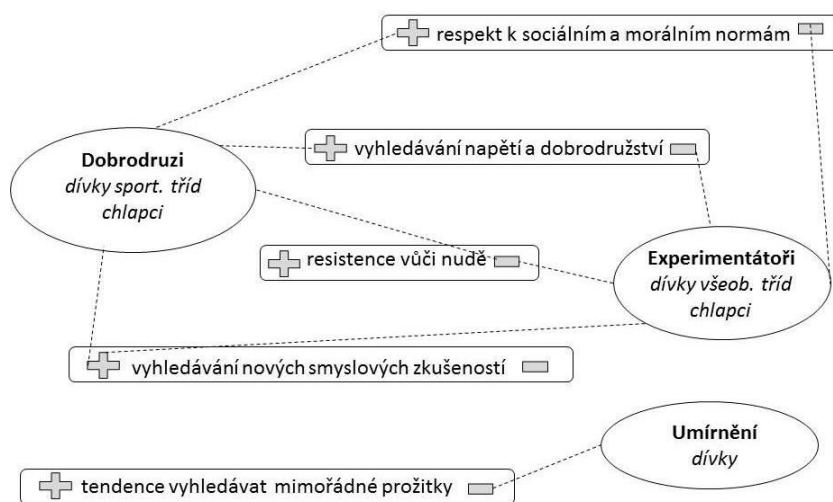 respekt k sociálním a morálním normám
vyhledávání napětí a dobrodružství
Dobrodruzi
dívky sport. tříd
chlapci
resistence vůči nudě
Experimentátoři
dívky všeob. tříd
chlapci
vyhledávání nových smyslových zkušeností
Umírnění
dívky
tendence vyhledávat mimořádné prožitky